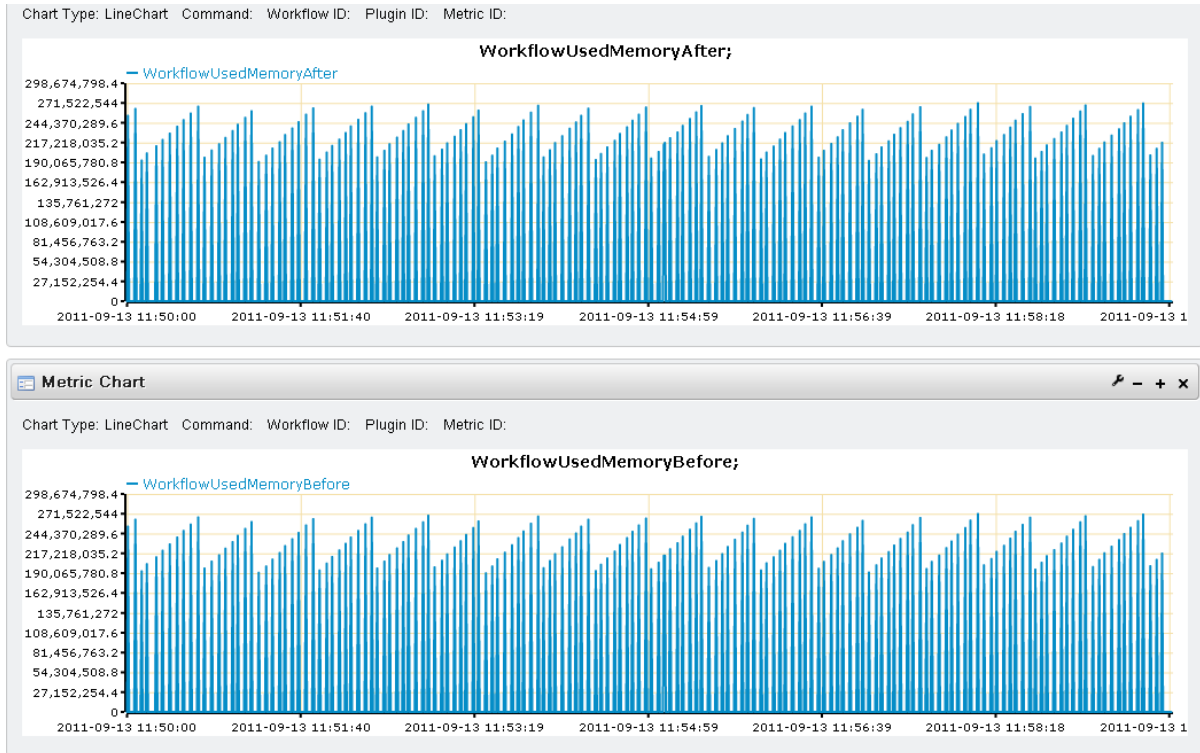 Chart Type: LineChart Command: Workflow ID: Plugin ID: Metric ID:
WorkflowUsedMemoryAfter;
WorkflowUsedMemoryAfter
298,674,798.4
271,522,544
244,370,289.6
217,218,035.2
190,065,780.8
162,913,526.4
135,761,272
108,609,017.6
81,456,763.2
54,304,508.8
27,152,254.4
0
2011-09-13 11:50:00 2011-09-13 11:51:40 2011-09-13 11:53:19 2011-09-13 11:54:59 2011-09-13 11:56:39 2011-09-13 11:58:18 2011-09-13 1
Metric Chart
Chart Type: LineChart Command: Workflow ID: Plugin ID: Metric ID:
WorkflowUsedMemoryBefore;
WorkflowUsedMemoryBefore
298,674,798.4
271,522,544
244,370,289.6
217,218,035.2
190,065,780.8
162,913,526.4
135,761,272
108,609,017.6
81,456,763.2
54,304,508.8
27,152,254.4
0
2011-09-13 11:50:00 2011-09-13 11:51:40 2011-09-13 11:53:19 2011-09-13 11:54:59 2011-09-13 11:56:39 2011-09-13 11:58:18 2011-09-13 1